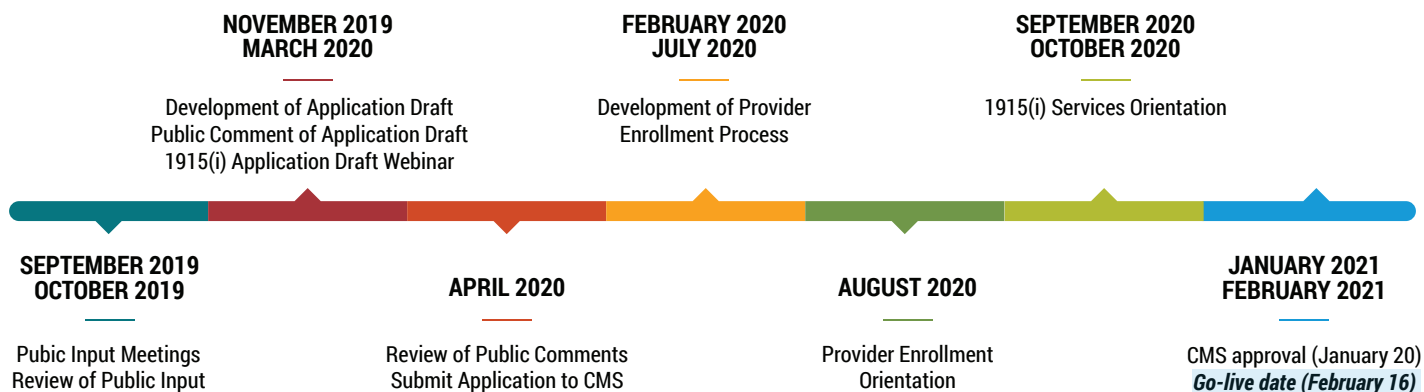 NOVEMBER 2019
MARCH 2020
Development of Application Draft
Public Comment of Application Draft
1915(i) Application Draft Webinar
FEBRUARY 2020
JULY 2020
Development of Provider
Enrollment Process
SEPTEMBER 2020
OCTOBER 2020
1915(i) Services Orientation
SEPTEMBER 2019
OCTOBER 2019
Pubic Input Meetings
Review of Public Input
APRIL 2020
Review of Public Comments
Submit Application to CMS
AUGUST 2020
Provider Enrollment
Orientation
JANUARY 2021
FEBRUARY 2021
CMS approval (January 20)
Go-live date (February 16)